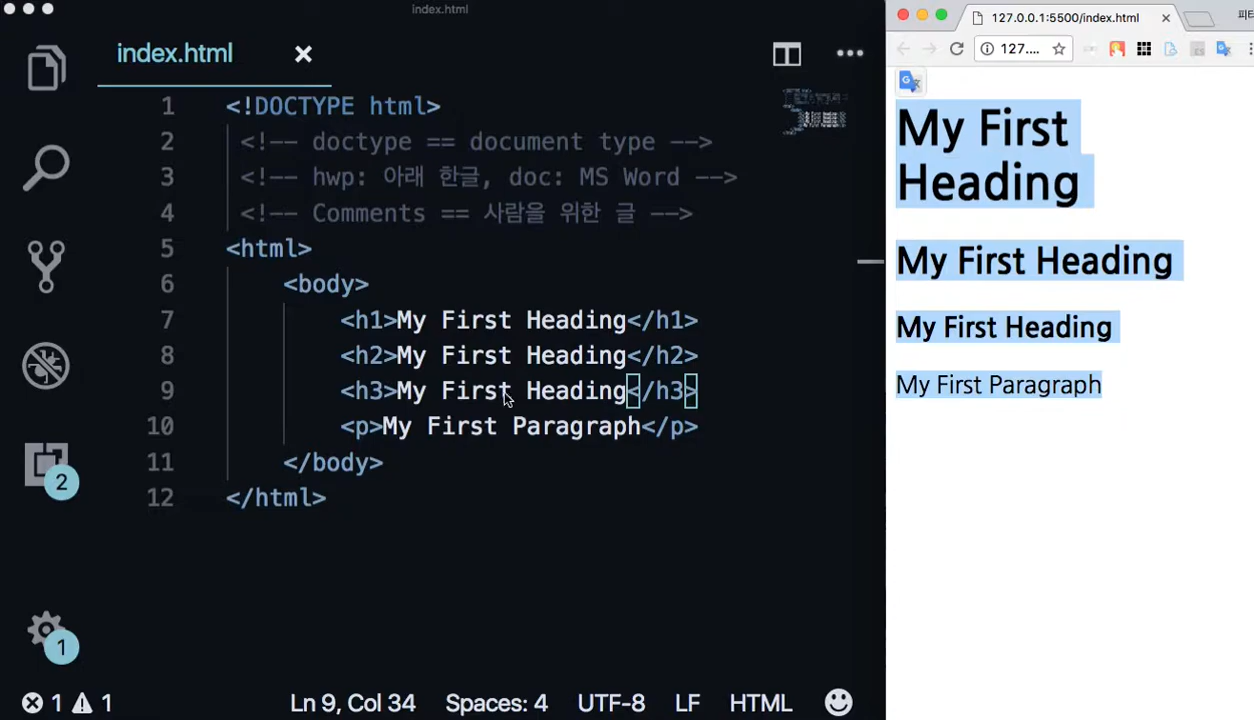 index.html
index.html
1 <!DOCTYPE html>
2 <!-- doctype == document type -->
3 <!-- hwp: 아래 한글, doc: MS Word -->
4 <!-- Comments == 사람을 위한 글 -->
5 <html>
6 <body>
7 <h1>My First Heading</h1>
8 <h2>My First Heading</h2>
9 <h3>My First Heading</h3>
10 <p>My First Paragraph</p>
11 </body>
12 </html>
2
1
1 1 Ln 9, Col 34 Spaces: 4 UTF-8 LF HTML
127.0.0.1:5500/index.html
127....
My First
Heading
My First Heading
My First Heading
My First Paragraph